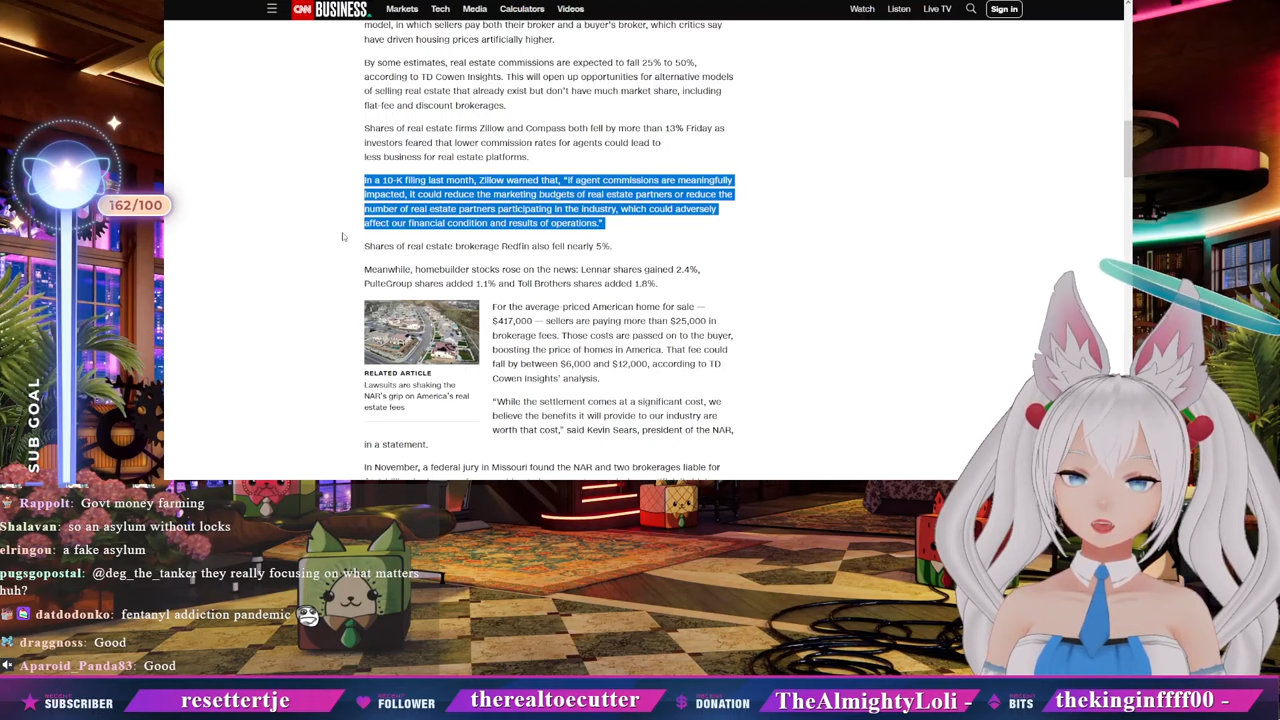 CNN BUSINESS Markets Tech Media Calculators Videos Watch Listen Live TV Sign in
model, in which sellers pay both their broker and a buyer's broker, which critics say
have driven housing prices artificially higher.
By some estimates, real estate commissions are expected to fall 25% to 50%,
according to TD Cowen Insights. This will open up opportunities for alternative models
of selling real estate that already exist but don't have much market share, including
flat-fee and discount brokerages.
Shares of real estate firms Zillow and Compass both fell by more than 13% Friday as
investors feared that lower commission rates for agents could lead to
less business for real estate platforms.
In a 10-K filing last month, Zillow warned that, "if agent commissions are meaningfully
impacted, it could reduce the marketing budgets of real estate partners or reduce the
number of real estate partners participating in the industry, which could adversely
affect our financial condition and results of operations."
Shares of real estate brokerage Redfin also fell nearly 5%.
Meanwhile, homebuilder stocks rose on the news: Lennar shares gained 2.4%,
PulteGroup shares added 1.1% and Toll Brothers shares added 1.8%.
For the average-priced American home for sale —
$417,000 — sellers are paying more than $25,000 in
brokerage fees. Those costs are passed on to the buyer,
boosting the price of homes in America. That fee could
fall by between $6,000 and $12,000, according to TD
Cowen Insights' analysis.
RELATED ARTICLE
Lawsuits are shaking the
NAR's grip on America's real
estate fees
"While the settlement comes at a significant cost, we
believe the benefits it will provide to our industry are
worth that cost," said Kevin Sears, president of the NAR,
in a statement.
In November, a federal jury in Missouri found the NAR and two brokerages liable for
162/100
SUB GOAL
Rappolt: Govt money farming
Shalavan: so an asylum without locks
elringou: a fake asylum
pugsgopostal: @deg_the_tanker they really focusing on what matters
huh?
datdodonko: fentanyl addiction pandemic
draggnoss: Good
Aparoid_Panda83: Good
RECENT SUBSCRIBER resettertje
RECENT FOLLOWER therealtoecutter
RECENT DONATION TheAlmightyLoli -
RECENT BITS thekinginffff00 -